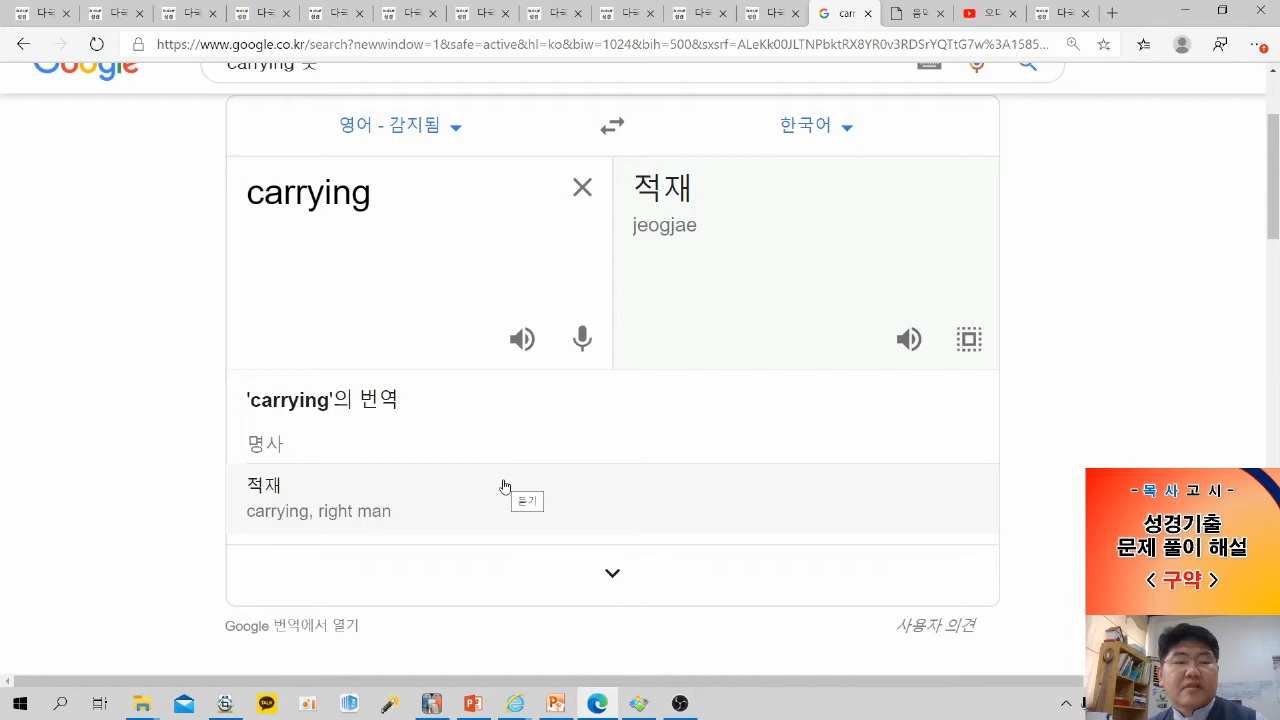 https://www.google.co.kr/search?newwindow=1&safe=active&hl=ko&biw=1024&bih=500&sxsrf=ALeKk00JLTNPbktRX8YR0v3RDSrYQTtG7w%3A1585...
Google
carrying 뜻
영어 - 감지됨
한국어
carrying
적재
jeogjae
'carrying'의 번역
명사
적재
carrying, right man
듣기
Google 번역에서 열기
사용자 의견
- 목 사 고 시 -
성경기출
문제 풀이 해설
< 구약 >
TALK